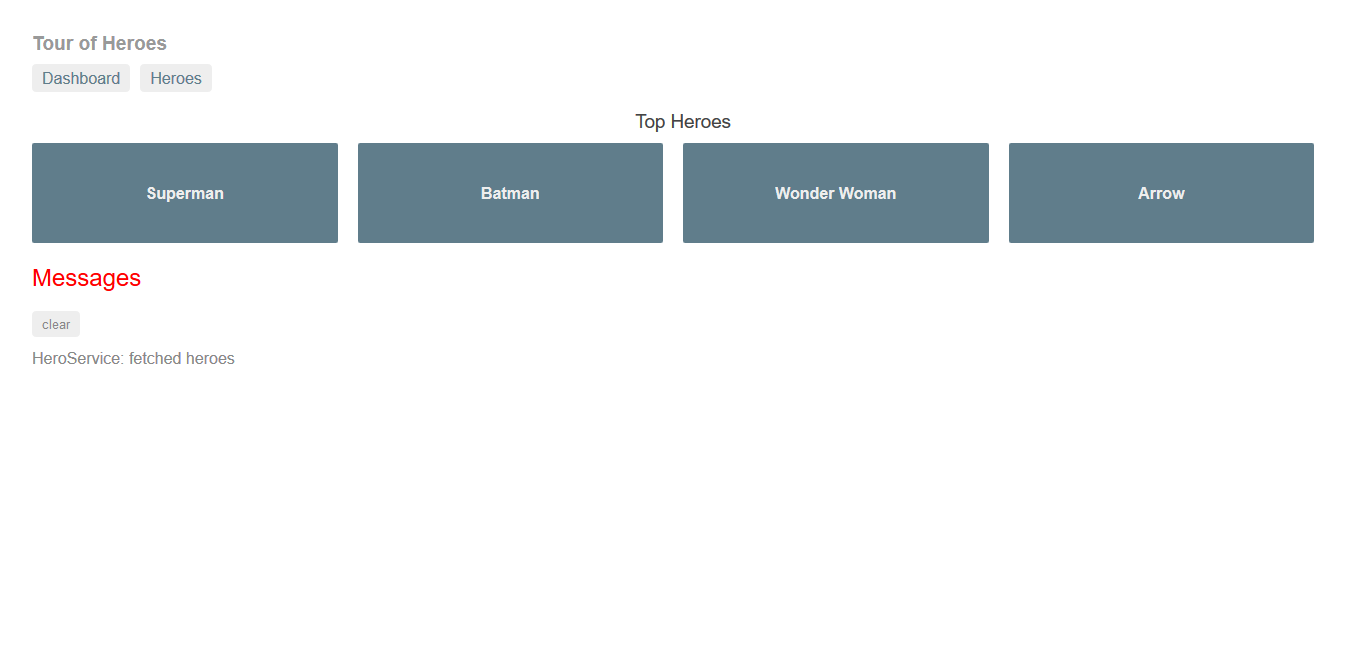 Tour of Heroes
Dashboard Heroes
Top Heroes
Superman Batman Wonder Woman Arrow
Messages
clear
HeroService: fetched heroes